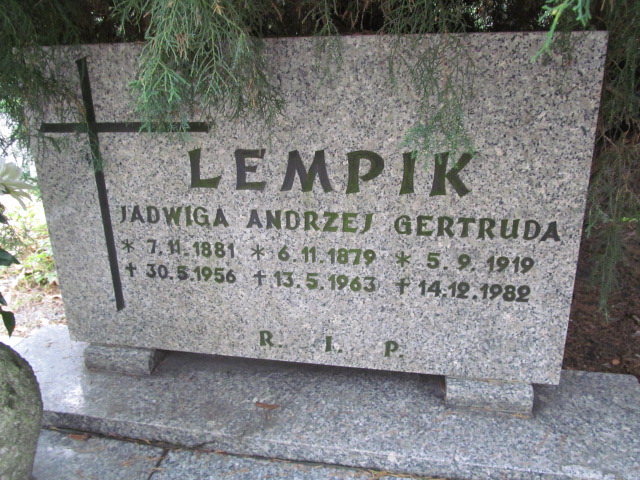 LEMPIK
JADWIGA ANDRZEJ GERTRUDA
* 7.11.1881 * 6.11 1879 * 5.9.1919
† 30.5.1956 † 13.5.1963 † 14.12.1982
R. I. P.